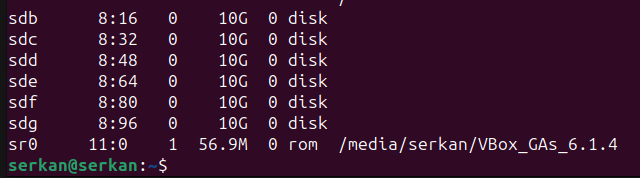 /
sdb 8:16 0 10G 0 disk
sdc 8:32 0 10G 0 disk
sdd 8:48 0 10G 0 disk
sde 8:64 0 10G 0 disk
sdf 8:80 0 10G 0 disk
sdg 8:96 0 10G 0 disk
sr0 11:0 1 56.9M 0 rom /media/serkan/VBox_GAs_6.1.4
serkan@serkan:~$